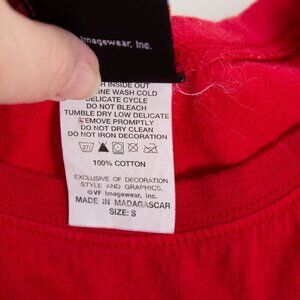 Imagewear, Inc.
INSIDE OUT
WASH COLD
DELICATE CYCLE
DO NOT BLEACH
TUMBLE DRY LOW DELICATE
REMOVE PROMPTLY
DO NOT DRY CLEAN
DO NOT IRON DECORATION
100% COTTON
EXCLUSIVE OF DECORATION
STYLE AND GRAPHICS,
©VF Imagewear, Inc.
MADE IN MADAGASCAR
SIZE: S